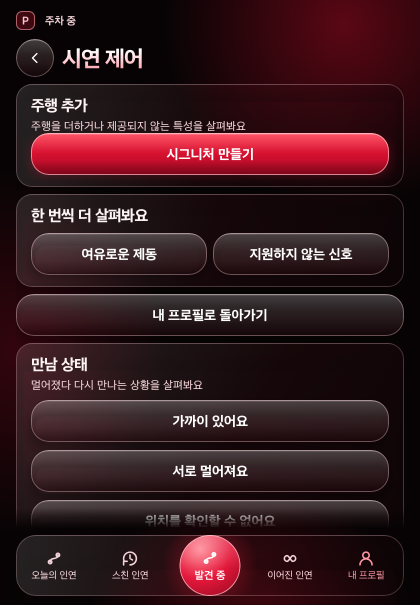 P 주차 중
시연 제어
주행 추가
주행을 더하거나 제공되지 않는 특성을 살펴봐요
시그니처 만들기
한 번씩 더 살펴봐요
여유로운 제동 지원하지 않는 신호
내 프로필로 돌아가기
만남 상태
멀어졌다 다시 만나는 상황을 살펴봐요
가까이 있어요
서로 멀어져요
위치를 확인할 수 없어요
오늘의 인연 스친 인연 발견 중 이어진 인연 내 프로필